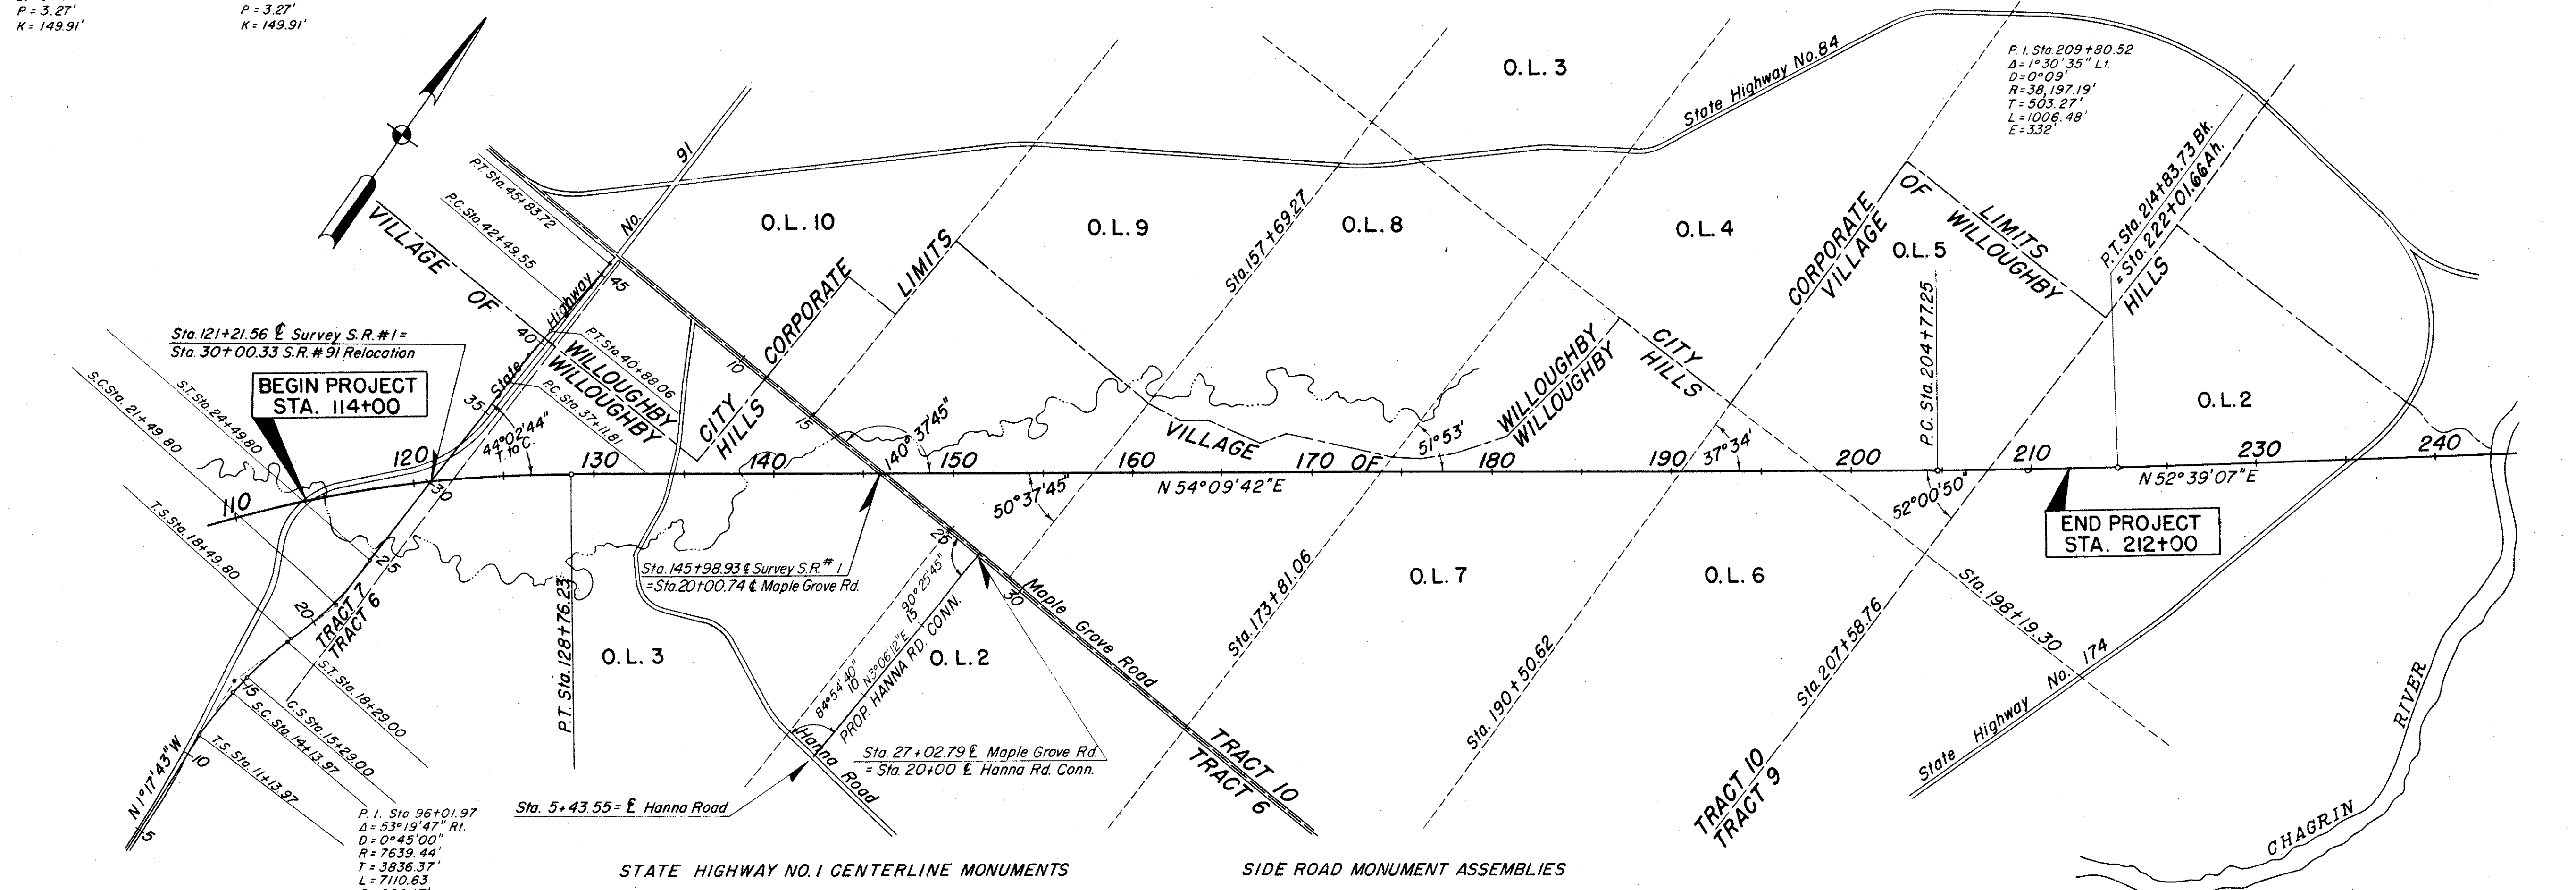 P = 3.27'
K = 149.91'
P = 3.27'
K = 149.91'
O.L. 3
State Highway No. 84
P. I. Sta. 209+80.52
Δ = 1°30'35" Lt.
D = 0°09'
R = 38,197.19'
T = 503.27'
L = 1006.48'
E = 3.32'
P.T. Sta. 214+83.73 Bk.
= Sta. 222+01.66 Ah.
91
No.
Highway
State
P.T. Sta. 45+83.72
P.C. Sta. 42+49.55
P.T. Sta. 40+88.06
P.C. Sta. 37+11.81
45
40
35
VILLAGE OF WILLOUGHBY
WILLOUGHBY
CITY
HILLS
CORPORATE LIMITS
O.L. 10
O.L. 9
O.L. 8
O.L. 4
O.L. 5
O.L. 2
Sta. 157+69.27
CORPORATE LIMITS
VILLAGE OF WILLOUGHBY
HILLS
Sta. 121+21.56 ℄ Survey S.R. #1 =
Sta. 30+00.33 S.R. # 91 Relocation
BEGIN PROJECT
STA. 114+00
S.T. Sta. 24+49.80
S.C. Sta. 21+49.80
T.S. Sta. 18+49.80
44°02'44"
T. to C.
10
15
140° 37'45"
VILLAGE OF WILLOUGHBY
WILLOUGHBY
CITY
HILLS
51°53'
37°34'
P.C. Sta. 204+77.25
110
120
130
140
150
160
170
180
190
200
210
230
240
N 54°09'42"E
N 52°39'07"E
50°37'45"
52°00'50"
END PROJECT
STA. 212+00
30
25
20
15
10
5
TRACT 7
TRACT 6
Sta. 145+98.93 ℄ Survey S.R. # 1
= Sta. 20+00.74 ℄ Maple Grove Rd.
25
30
Maple Grove Road
90° 25'45"
15
10
84°54'40"
N3°06'12"E
PROP. HANNA RD. CONN.
O.L. 3
O.L. 2
O.L. 7
O.L. 6
P.T. Sta. 128+76.23
Sta. 173+81.06
Sta. 190+50.62
Sta. 207+58.76
Sta. 198+19.30
State Highway No. 174
S.T. Sta. 18+29.00
C.S. Sta. 15+29.00
S.C. Sta. 14+13.97
T.S. Sta. 11+13.97
N 1°17'43"W
Hanna Road
Sta. 27+02.79 ℄ Maple Grove Rd.
= Sta. 20+00 ℄ Hanna Rd. Conn.
Sta. 5+43.55 = ℄ Hanna Road
TRACT 10
TRACT 6
TRACT 10
TRACT 9
CHAGRIN RIVER
P. I. Sta. 96+01.97
Δ = 53°19'47" Rt.
D = 0°45'00"
R = 7639.44'
T = 3836.37'
L = 7110.63
STATE HIGHWAY NO. 1 CENTERLINE MONUMENTS
SIDE ROAD MONUMENT ASSEMBLIES